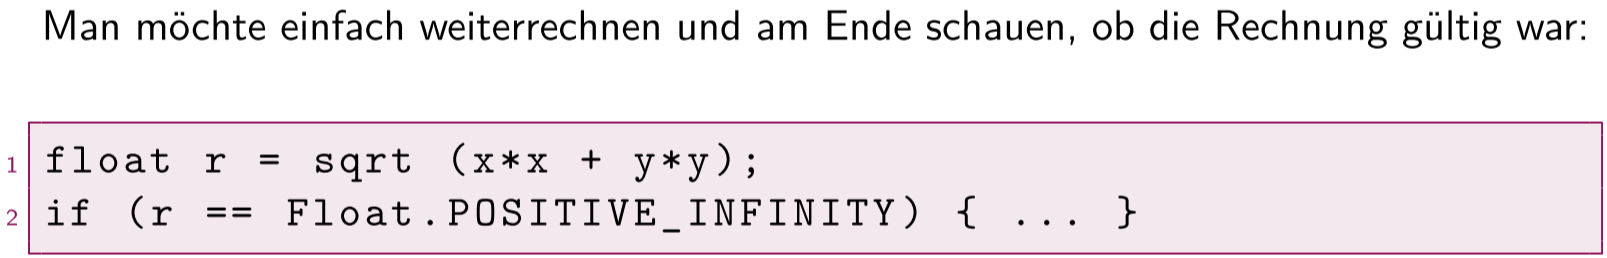 Man möchte einfach weiterrechnen und am Ende schauen, ob die Rechnung gültig war:
1 float r = sqrt (x*x + y*y);
2 if (r == Float.POSITIVE_INFINITY) { ... }